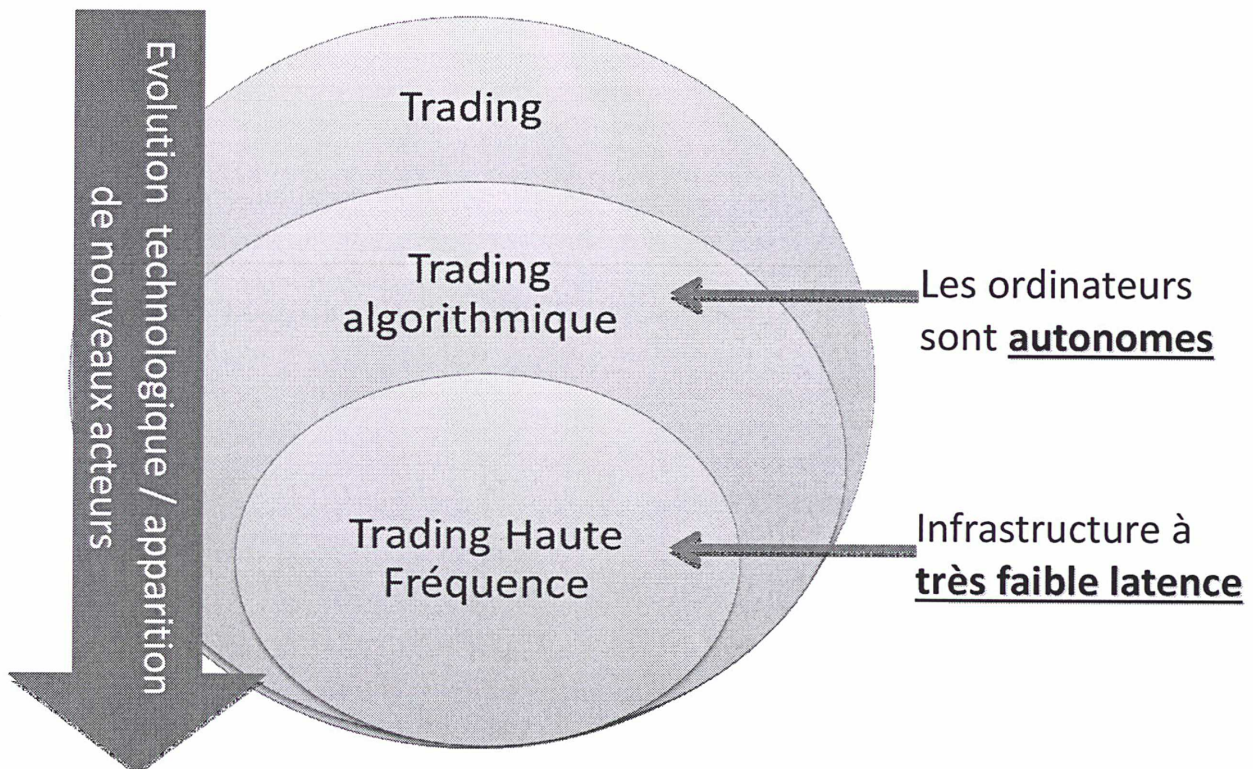 Evolution technologique / apparition
de nouveaux acteurs
Trading
Trading
algorithmique
Les ordinateurs
sont autonomes
Trading Haute
Fréquence
Infrastructure à
très faible latence